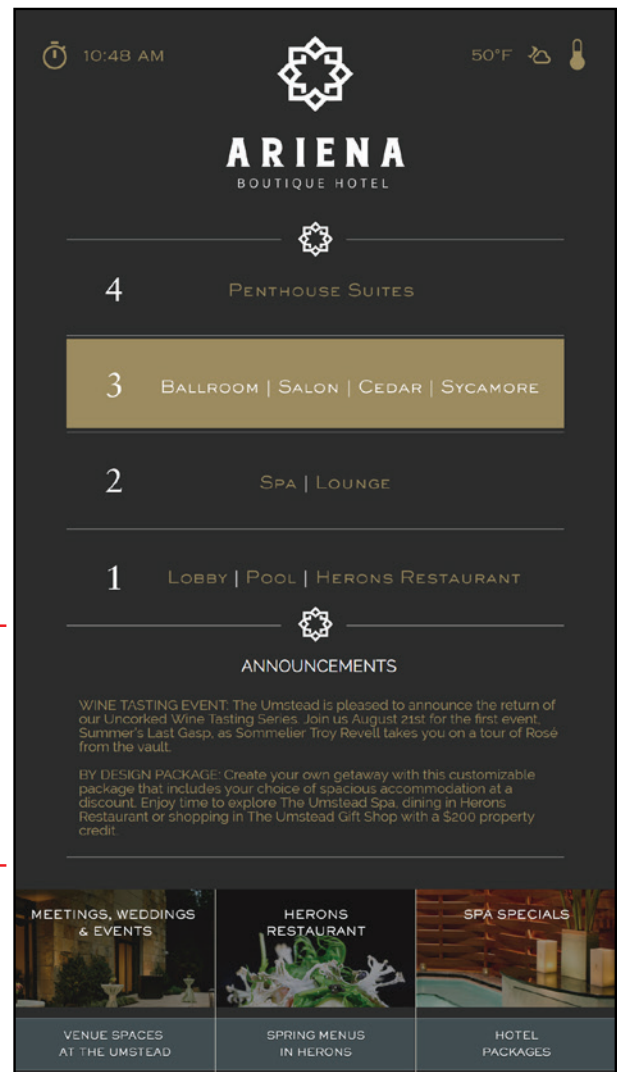 10:48 AM
50°F
ARIENA
BOUTIQUE HOTEL
4 PENTHOUSE SUITES
3 BALLROOM | SALON | CEDAR | SYCAMORE
2 SPA | LOUNGE
1 LOBBY | POOL | HERONS RESTAURANT
ANNOUNCEMENTS
WINE TASTING EVENT: The Umstead is pleased to announce the return of
our Uncorked Wine Tasting Series. Join us August 21st for the first event,
Summer's Last Gasp, as Sommelier Troy Revell takes you on a tour of Rosé
from the vault.
BY DESIGN PACKAGE: Create your own getaway with this customizable
package that includes your choice of spacious accommodation at a
discount. Enjoy time to explore The Umstead Spa, dining in Herons
Restaurant or shopping in The Umstead Gift Shop with a $200 property
credit.
MEETINGS, WEDDINGS
& EVENTS
HERONS
RESTAURANT
SPA SPECIALS
VENUE SPACES
AT THE UMSTEAD
SPRING MENUS
IN HERONS
HOTEL
PACKAGES